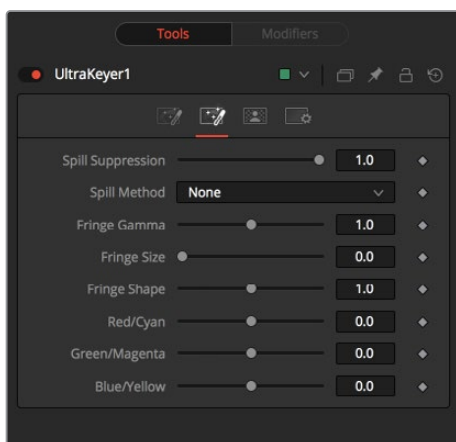 Tools Modifiers
UltraKeyer1
Spill Suppression 1.0
Spill Method None
Fringe Gamma 1.0
Fringe Size 0.0
Fringe Shape 1.0
Red/Cyan 0.0
Green/Magenta 0.0
Blue/Yellow 0.0